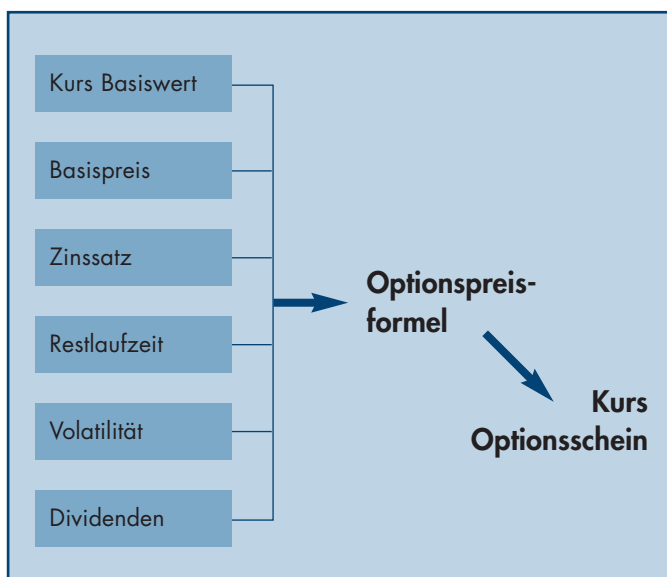 Kurs Basiswert
Basispreis
Zinssatz
Restlaufzeit
Volatilität
Dividenden
Optionspreis-
formel
Kurs
Optionsschein